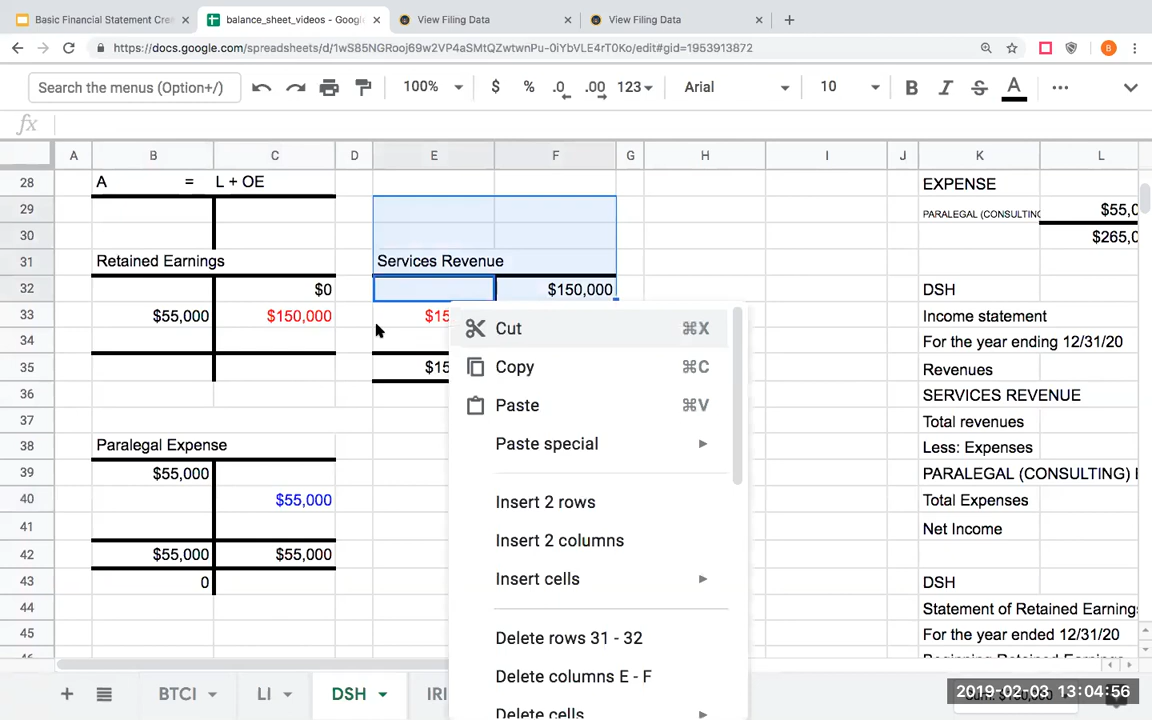 Basic Financial Statement Cre
balance_sheet_videos - Google
View Filing Data
View Filing Data
https://docs.google.com/spreadsheets/d/1wS85NGRooj69w2VP4aSMtQZwtwnPu-0iYbVLE4rT0Ko/edit#gid=1953913872
B
Search the menus (Option+/)
100%
$ % .0 .00 123
Arial
10
B I S A
fx
A B C D E F G H I J K L
28 A = L + OE EXPENSE
29 PARALEGAL (CONSULTING $55,0
30 $265,0
31 Retained Earnings Services Revenue
32 $0 $150,000 DSH
33 $55,000 $150,000 $15 Income statement
34 For the year ending 12/31/20
35 $15 Revenues
36 SERVICES REVENUE
37 Total revenues
38 Paralegal Expense Less: Expenses
39 $55,000 PARALEGAL (CONSULTING)
40 $55,000 Total Expenses
41 Net Income
42 $55,000 $55,000
43 0 DSH
44 Statement of Retained Earnings
45 For the year ended 12/31/20
Cut ⌘X
Copy ⌘C
Paste ⌘V
Paste special
Insert 2 rows
Insert 2 columns
Insert cells
Delete rows 31 - 32
Delete columns E - F
Delete cells
BTCI LI DSH IRI
2019-02-03 13:04:56